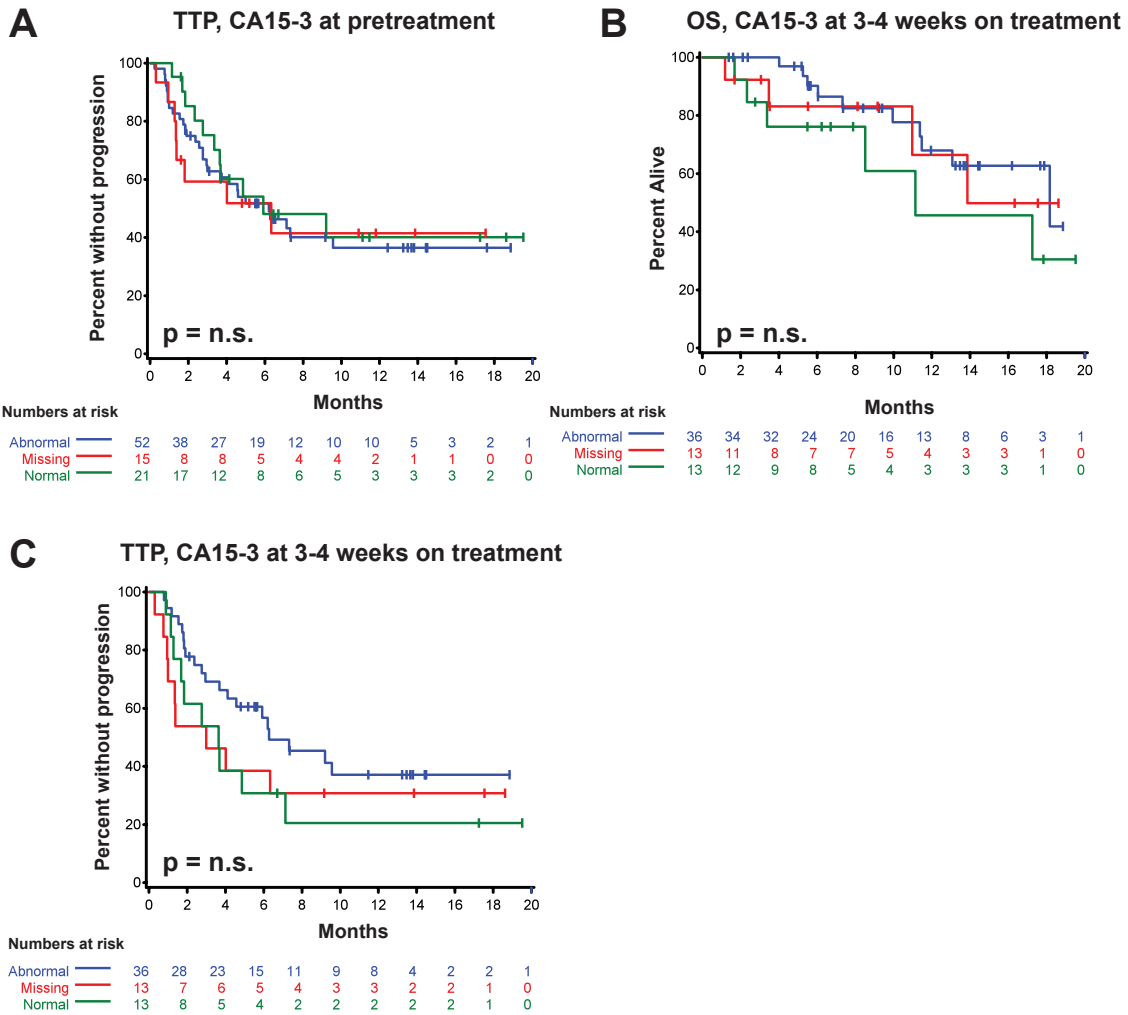 A
TTP, CA15-3 at pretreatment
Percent without progression
100
80
60
40
20
0
p = n.s.
0 2 4 6 8 10 12 14 16 18 20
Months
Numbers at risk
Abnormal 52 38 27 19 12 10 10 5 3 2 1
Missing 15 8 8 5 4 4 2 1 1 0 0
Normal 21 17 12 8 6 5 3 3 3 2 0
B
OS, CA15-3 at 3-4 weeks on treatment
Percent Alive
100
80
60
40
20
0
p = n.s.
0 2 4 6 8 10 12 14 16 18 20
Months
Numbers at risk
Abnormal 36 34 32 24 20 16 13 8 6 3 1
Missing 13 11 8 7 7 5 4 3 3 1 0
Normal 13 12 9 8 5 4 3 3 3 1 0
C
TTP, CA15-3 at 3-4 weeks on treatment
Percent without progression
100
80
60
40
20
0
p = n.s.
0 2 4 6 8 10 12 14 16 18 20
Months
Numbers at risk
Abnormal 36 28 23 15 11 9 8 4 2 2 1
Missing 13 7 6 5 4 3 3 2 2 1 0
Normal 13 8 5 4 2 2 2 2 2 1 0